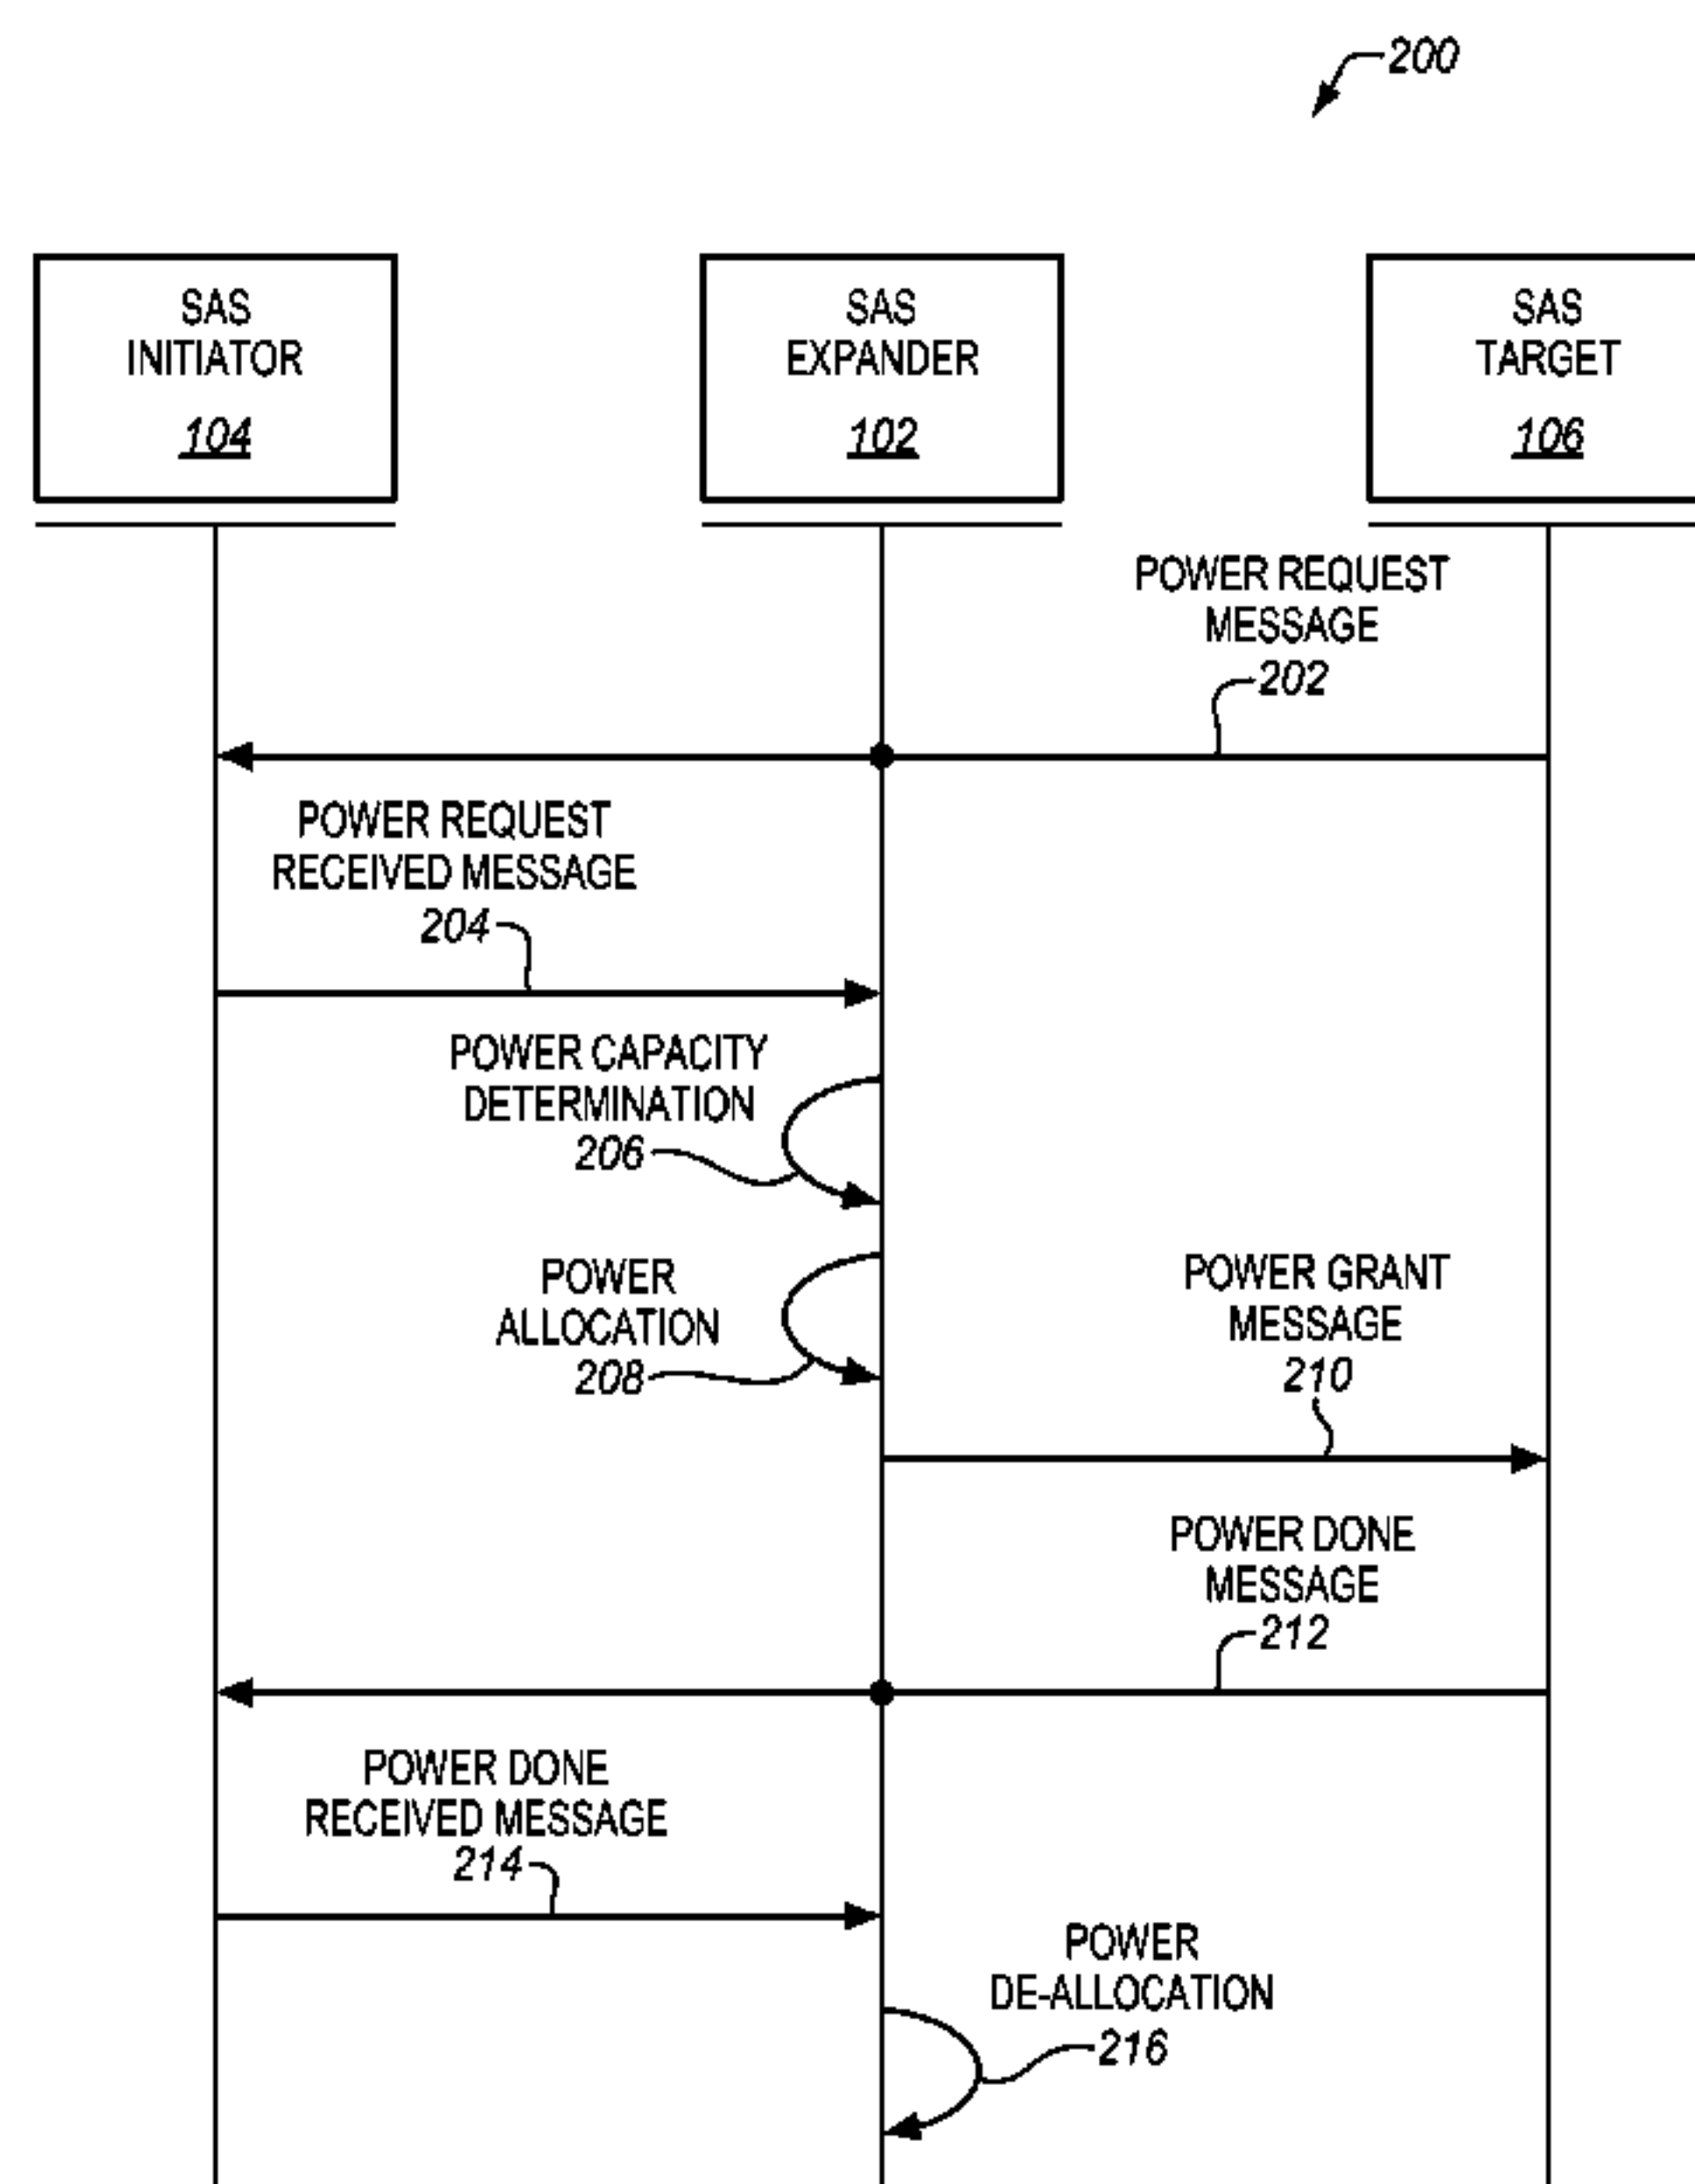 200
SAS
INITIATOR
104
SAS
EXPANDER
102
SAS
TARGET
106
POWER REQUEST
MESSAGE
202
POWER REQUEST
RECEIVED MESSAGE
204
POWER CAPACITY
DETERMINATION
206
POWER
ALLOCATION
208
POWER GRANT
MESSAGE
210
POWER DONE
MESSAGE
212
POWER DONE
RECEIVED MESSAGE
214
POWER
DE-ALLOCATION
216